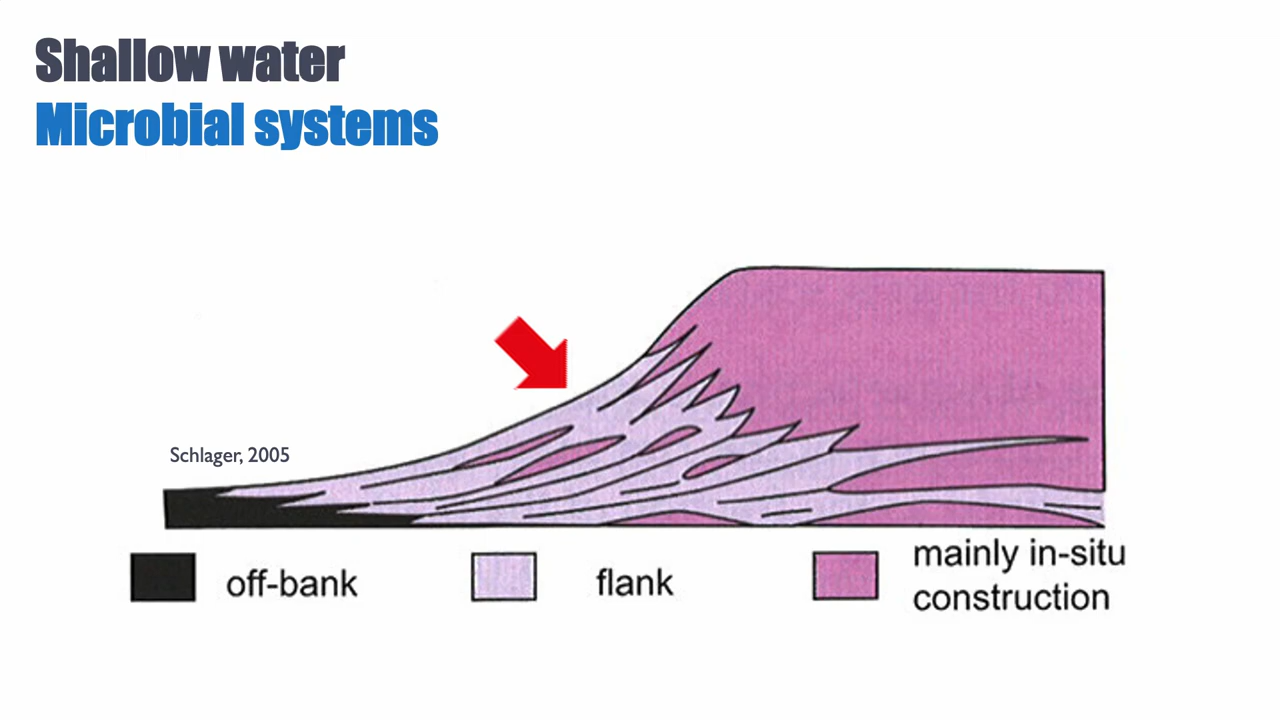 Shallow water
Microbial systems
Schlager, 2005
off-bank
flank
mainly in-situ
construction